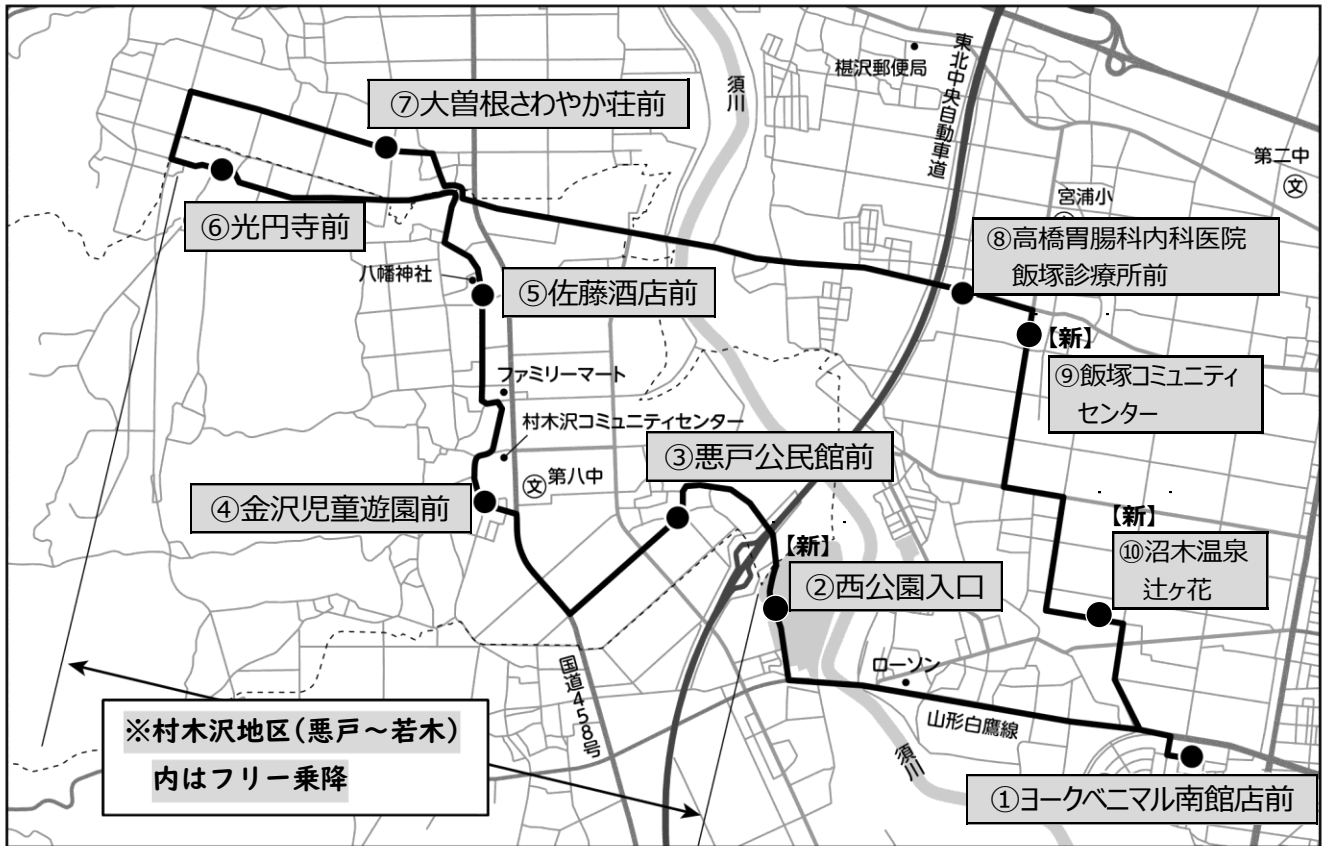 東北中央自動車道
須川
椹沢郵便局
⑦大曽根さわやか荘前
第二中
文
宮浦小
⑥光円寺前
⑧高橋胃腸科内科医院
飯塚診療所前
八幡神社
⑤佐藤酒店前
【新】
⑨飯塚コミュニティ
センター
ファミリーマート
村木沢コミュニティセンター
③悪戸公民館前
文
第八中
④金沢児童遊園前
【新】
⑩沼木温泉
辻ヶ花
【新】
②西公園入口
ローソン
国道458号
山形白鷹線
須川
※村木沢地区(悪戸～若木)
内はフリー乗降
①ヨークベニマル南館店前